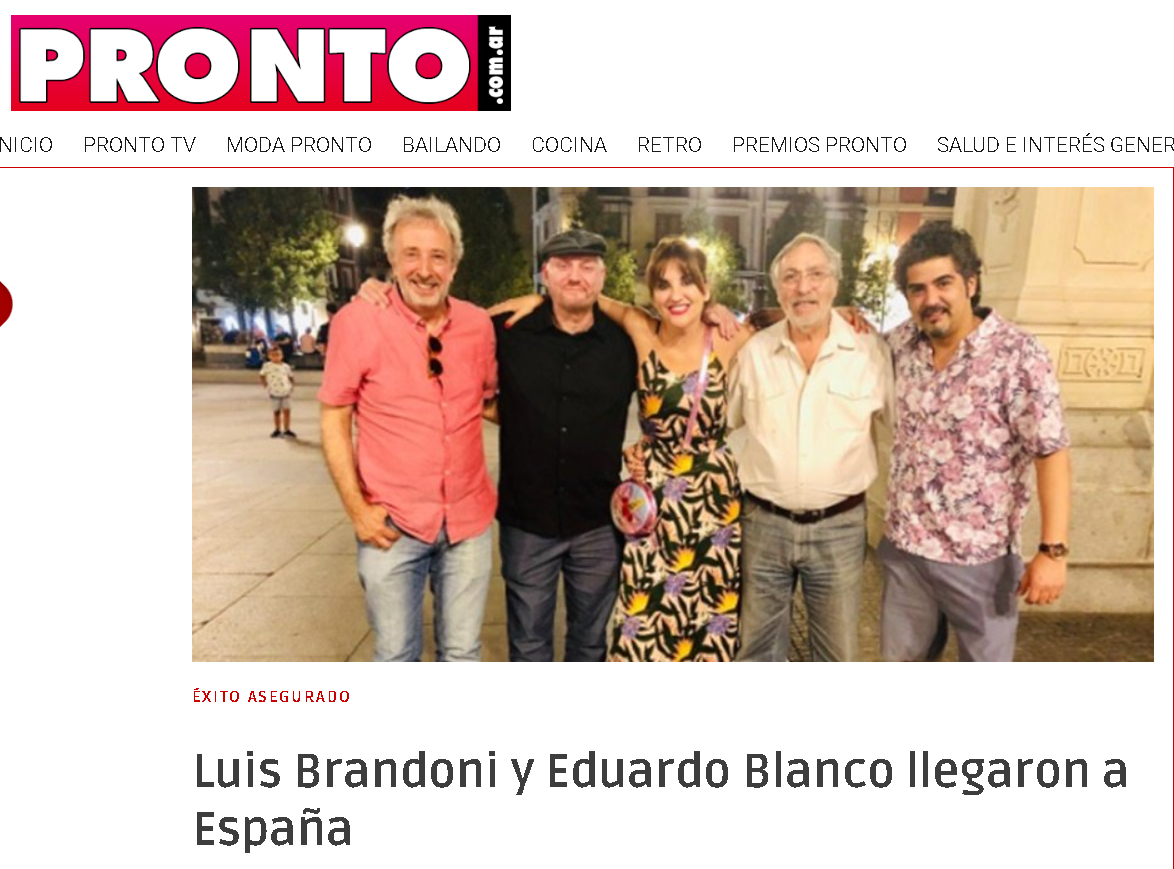 PRONTO .com.ar
NICIO PRONTO TV MODA PRONTO BAILANDO COCINA RETRO PREMIOS PRONTO SALUD E INTERÉS GENER
ÉXITO ASEGURADO
Luis Brandoni y Eduardo Blanco llegaron a
España